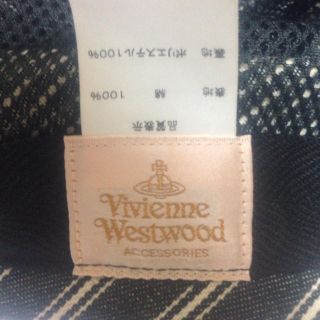 品質表示
表地 綿 100%
裏地 ポリエステル100%
Vivienne
Westwood
ACCESSORIES